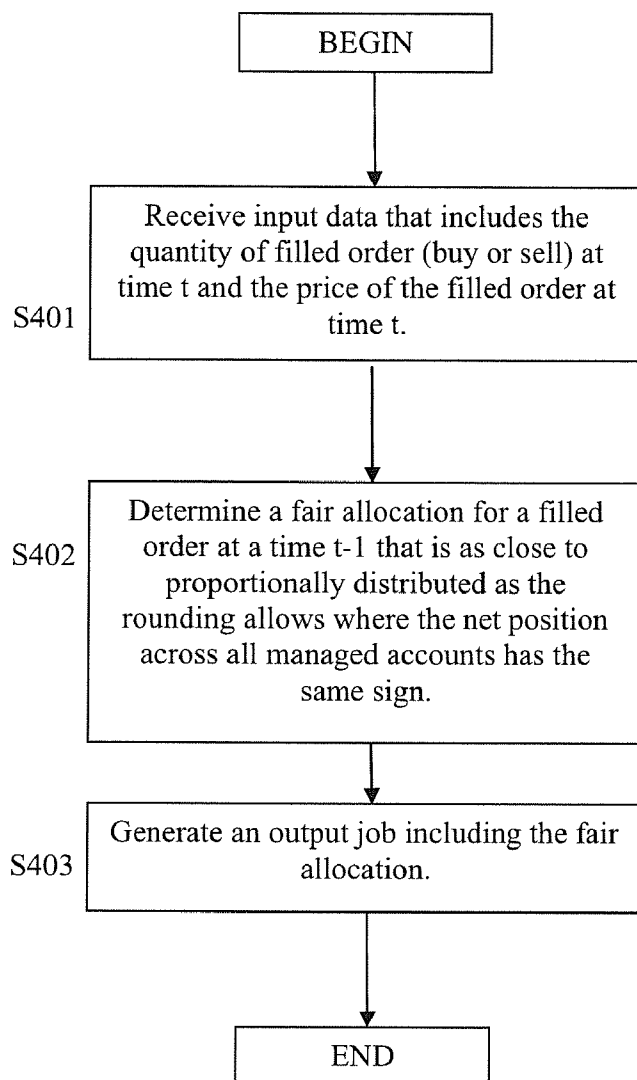 BEGIN
Receive input data that includes the
quantity of filled order (buy or sell) at
time t and the price of the filled order at
time t.
S401
Determine a fair allocation for a filled
order at a time t-1 that is as close to
proportionally distributed as the
rounding allows where the net position
across all managed accounts has the
same sign.
S402
Generate an output job including the fair
allocation.
S403
END